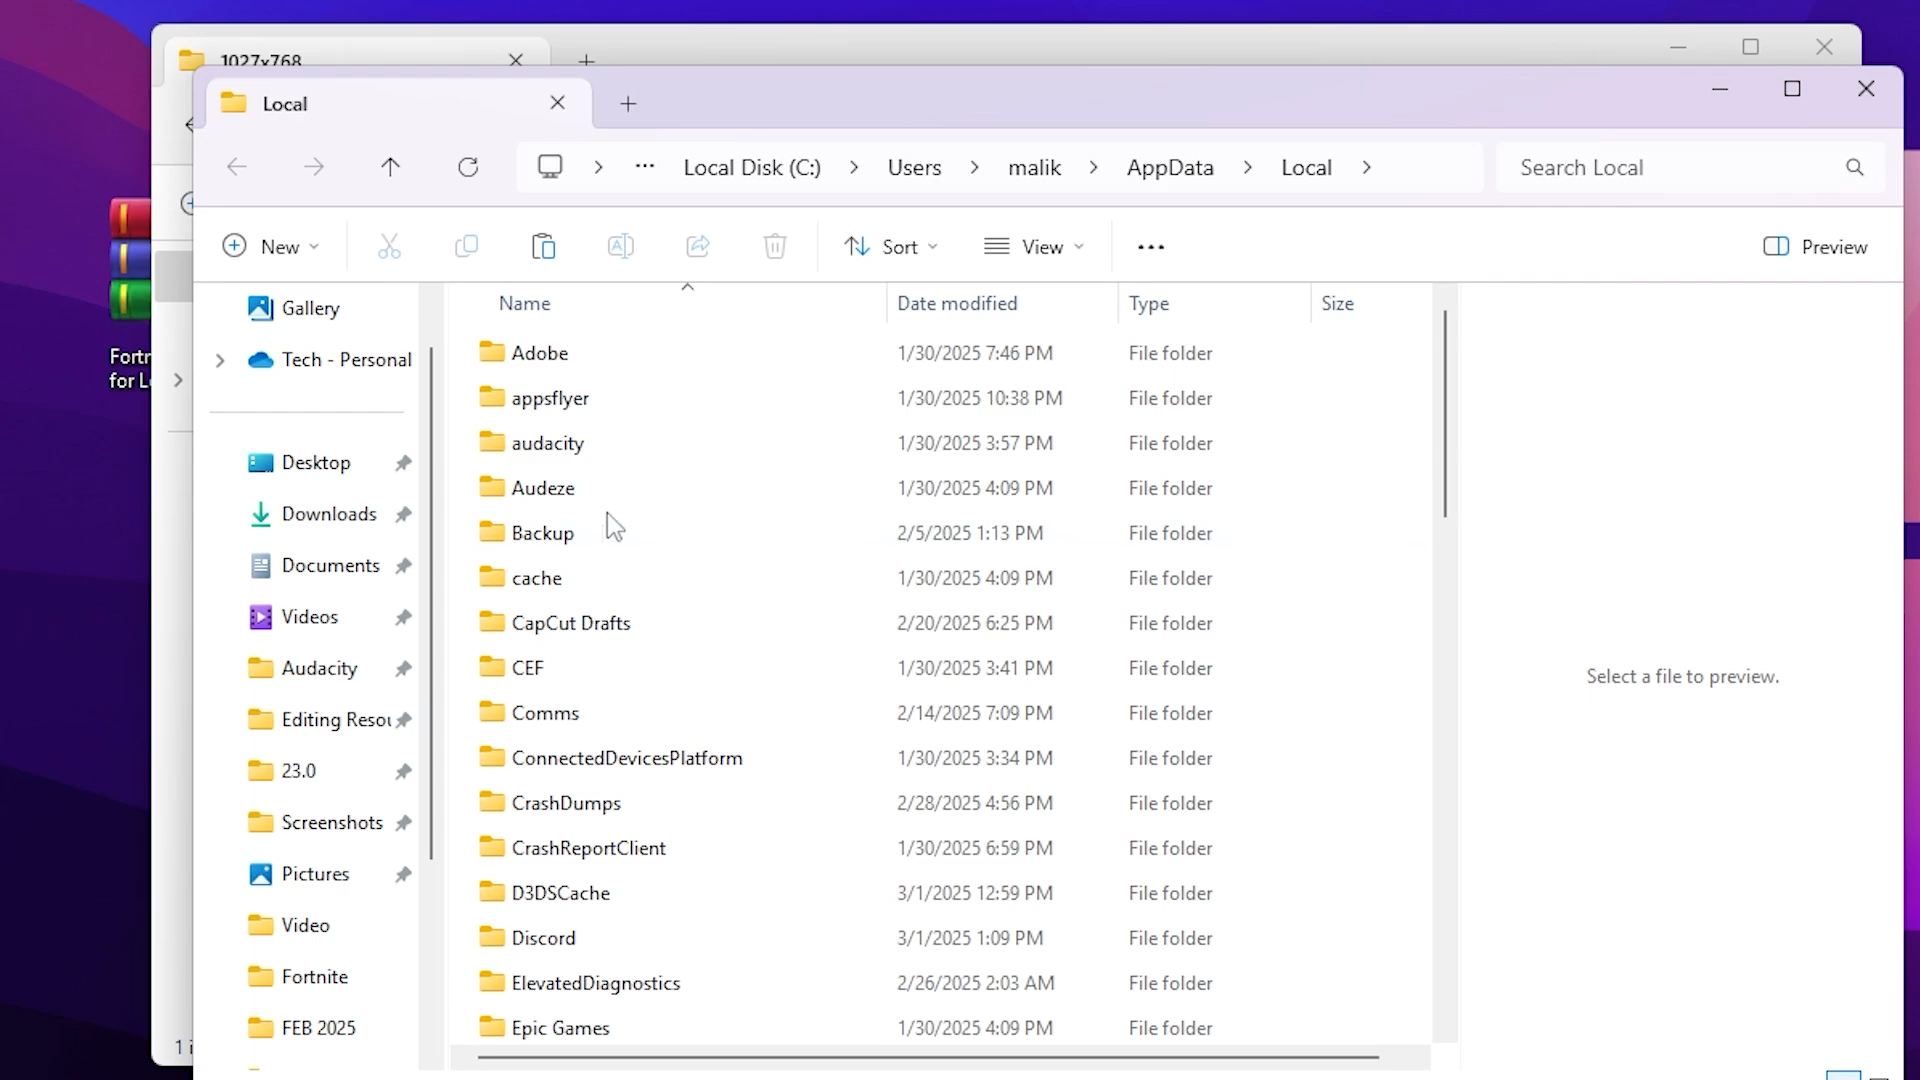 1027x768
Local
Local Disk (C:) Users malik AppData Local
Search Local
New
Sort
View
Preview
Fortn
for L
Gallery
Tech - Personal
Desktop
Downloads
Documents
Videos
Audacity
Editing Resou
23.0
Screenshots
Pictures
Video
Fortnite
FEB 2025
Name Date modified Type Size
Adobe 1/30/2025 7:46 PM File folder
appsflyer 1/30/2025 10:38 PM File folder
audacity 1/30/2025 3:57 PM File folder
Audeze 1/30/2025 4:09 PM File folder
Backup 2/5/2025 1:13 PM File folder
cache 1/30/2025 4:09 PM File folder
CapCut Drafts 2/20/2025 6:25 PM File folder
CEF 1/30/2025 3:41 PM File folder
Comms 2/14/2025 7:09 PM File folder
ConnectedDevicesPlatform 1/30/2025 3:34 PM File folder
CrashDumps 2/28/2025 4:56 PM File folder
CrashReportClient 1/30/2025 6:59 PM File folder
D3DSCache 3/1/2025 12:59 PM File folder
Discord 3/1/2025 1:09 PM File folder
ElevatedDiagnostics 2/26/2025 2:03 AM File folder
Epic Games 1/30/2025 4:09 PM File folder
Select a file to preview.
1 i